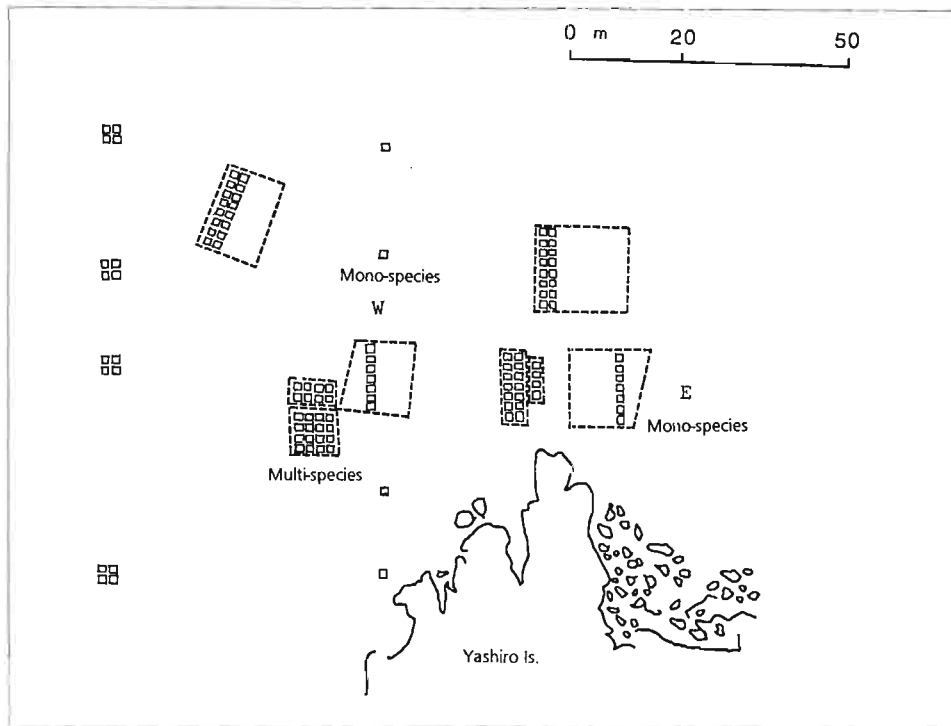 0 m 20 50
Mono-species
W
E
Mono-species
Multi-species
Yashiro Is.